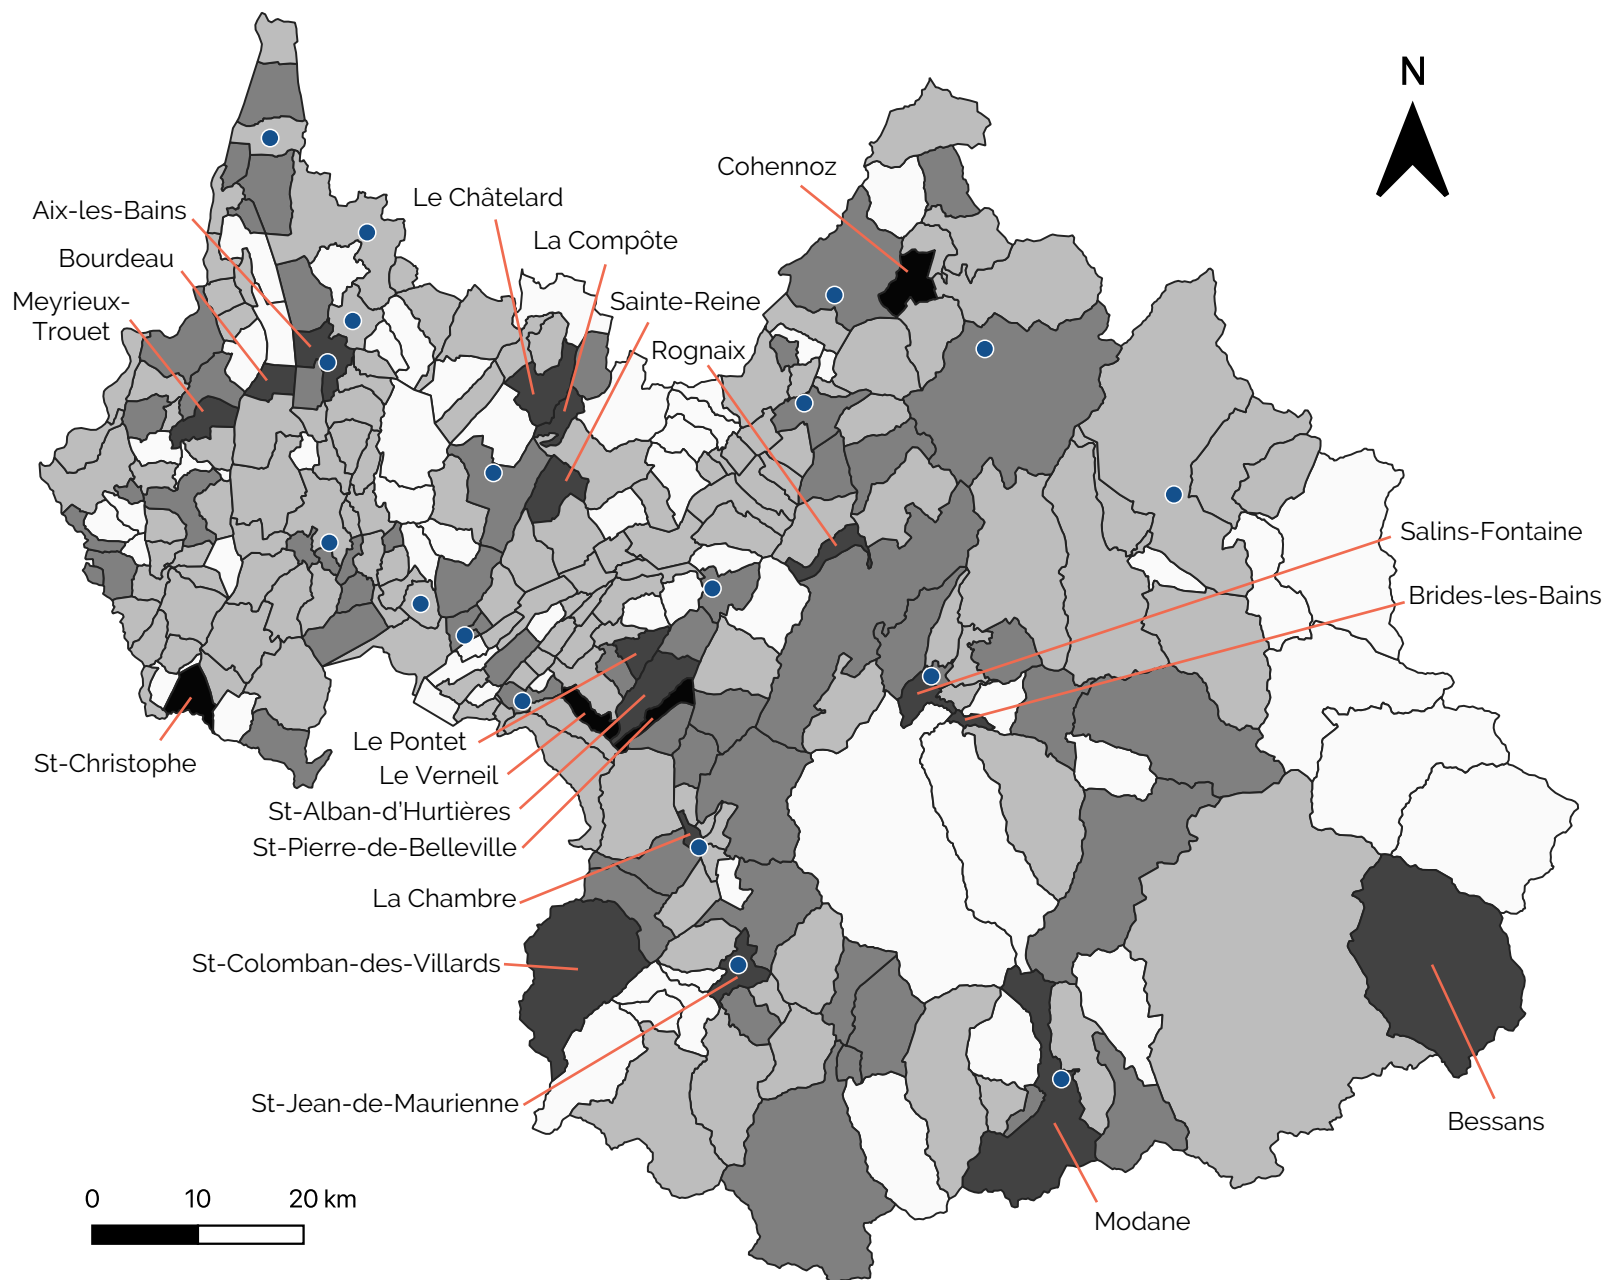 N
Cohennoz
Le Châtelard
Aix-les-Bains
La Compôte
Bourdeau
Meyrieux-
Trouet
Sainte-Reine
Rognaix
Salins-Fontaine
Brides-les-Bains
Le Pontet
St-Christophe
Le Verneil
St-Alban-d'Hurtières
St-Pierre-de-Belleville
La Chambre
St-Colomban-des-Villards
St-Jean-de-Maurienne
Bessans
Modane
0 10 20 km